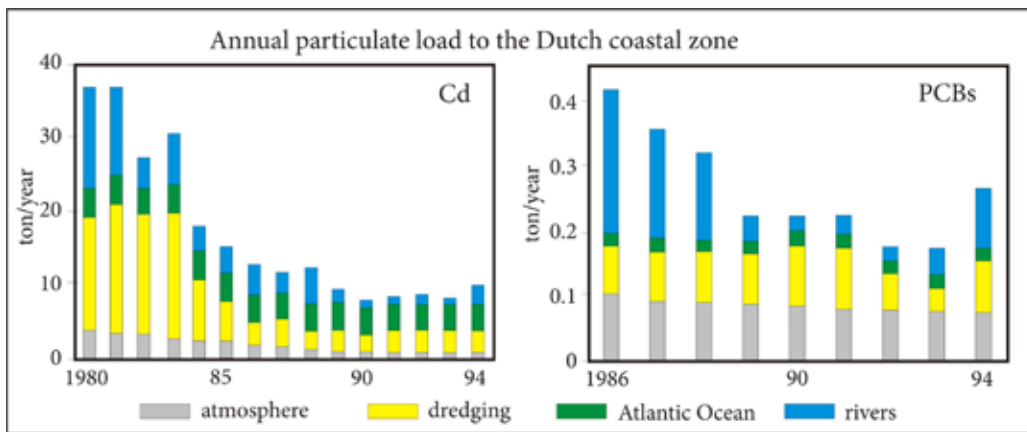 Annual particulate load to the Dutch coastal zone
ton/year
40
30
20
10
0
Cd
1980 85 90 94
ton/year
0.4
0.3
0.2
0.1
0
PCBs
1986 90 94
atmosphere dredging Atlantic Ocean rivers